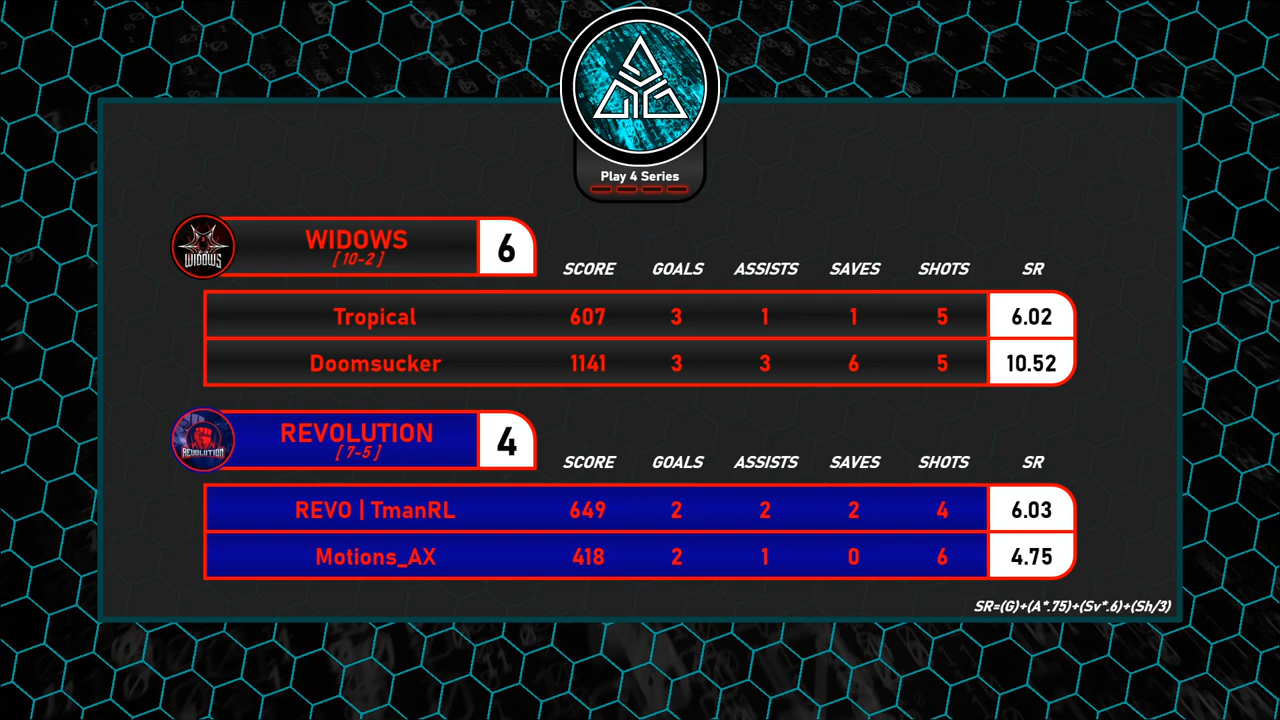 Play 4 Series
WIDOWS
[ 10-2 ]
6
WIDOWS
SCORE GOALS ASSISTS SAVES SHOTS SR
Tropical 607 3 1 1 5 6.02
Doomsucker 1141 3 3 6 5 10.52
REVOLUTION
[ 7-5 ]
4
REVOLUTION
SCORE GOALS ASSISTS SAVES SHOTS SR
REVO | TmanRL 649 2 2 2 4 6.03
Motions_AX 418 2 1 0 6 4.75
SR=(G)+(A*.75)+(Sv*.6)+(Sh/3)